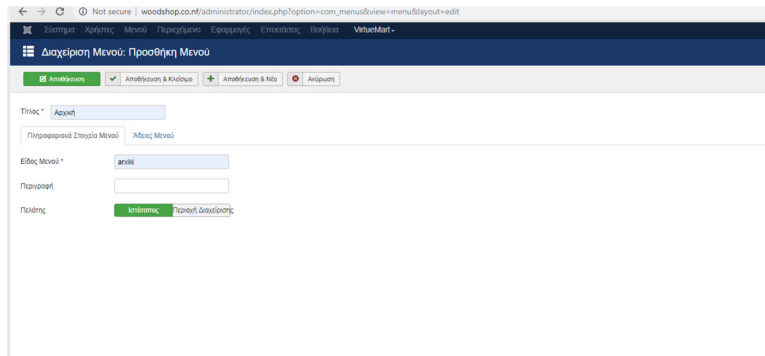 Not secure | woodshop.co.nf/administrator/index.php?option=com_menus&view=menu&layout=edit
Σύστημα Χρήστες Μενού Περιεχόμενο Εφαρμογές Επεκτάσεις Βοήθεια VirtueMart
Διαχείριση Μενού: Προσθήκη Μενού
Αποθήκευση Αποθήκευση & Κλείσιμο Αποθήκευση & Νέο Ακύρωση
Τίτλος * Αρχική
Πληροφοριακά Στοιχεία Μενού Άδειες Μενού
Είδος Μενού * arxiki
Περιγραφή
Πελάτης Ιστότοπος Περιοχή Διαχείρισης